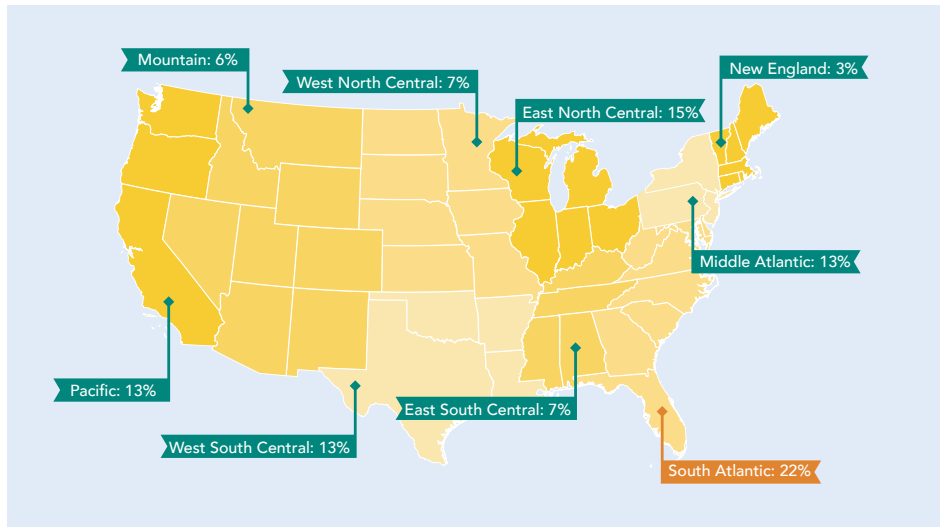 Mountain: 6%
New England: 3%
West North Central: 7%
East North Central: 15%
Middle Atlantic: 13%
Pacific: 13%
East South Central: 7%
West South Central: 13%
South Atlantic: 22%